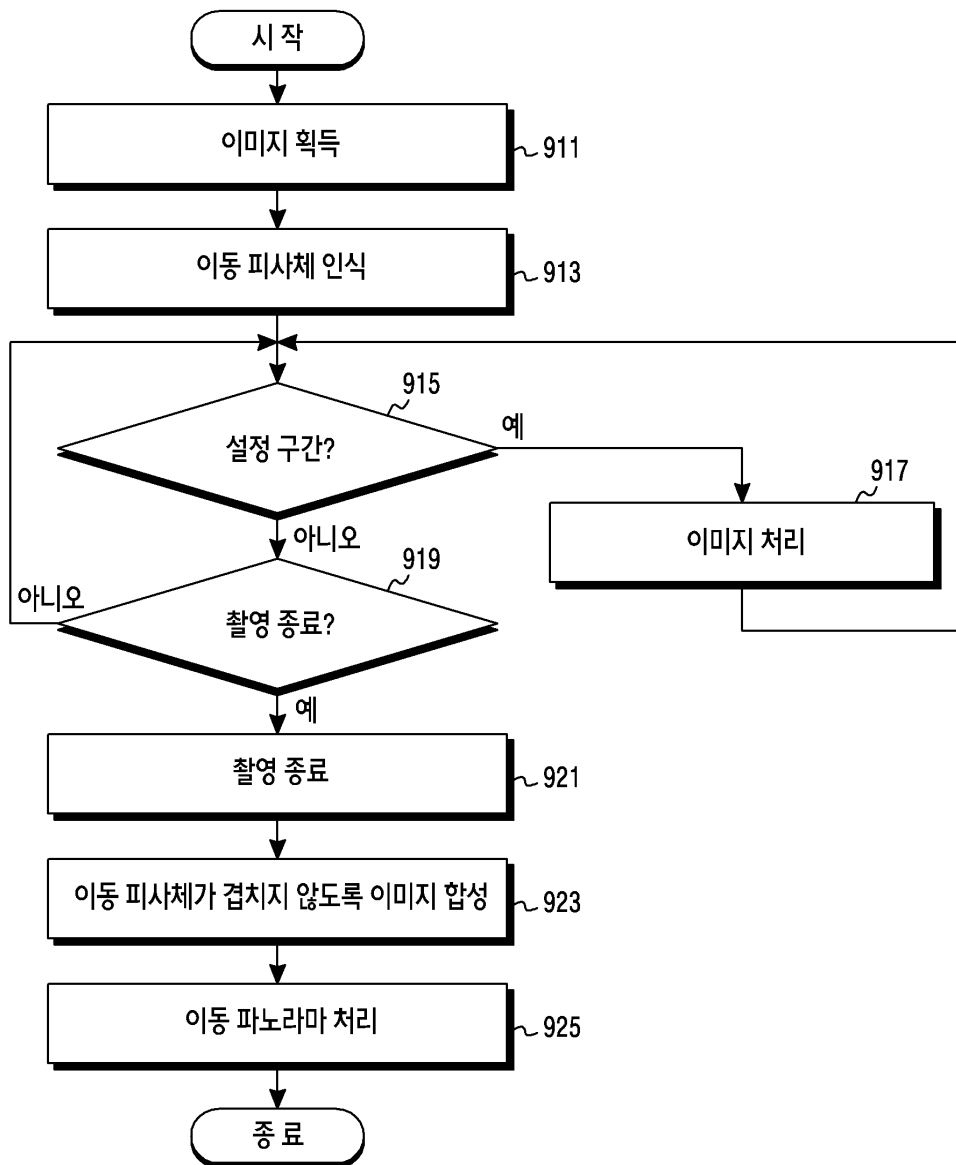 시 작
이미지 획득
911
이동 피사체 인식
913
915
설정 구간?
예
917
이미지 처리
아니오
919
아니오
촬영 종료?
예
촬영 종료
921
이동 피사체가 겹치지 않도록 이미지 합성
923
이동 파노라마 처리
925
종 료